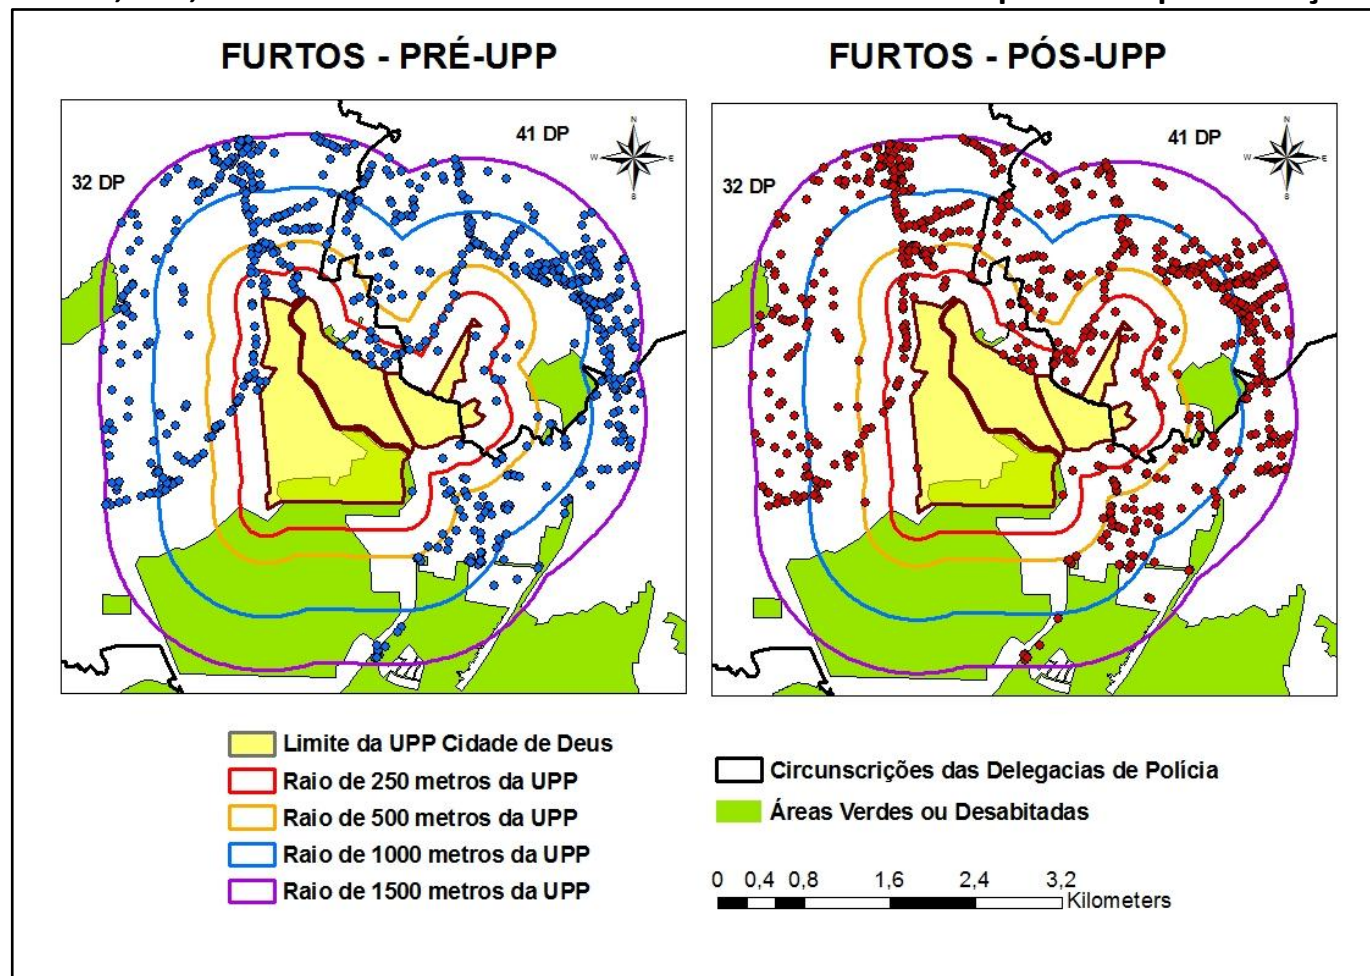 FURTOS - PRÉ-UPP
FURTOS - PÓS-UPP
41 DP
32 DP
N
W
E
S
41 DP
32 DP
N
W
E
S
Limite da UPP Cidade de Deus
Raio de 250 metros da UPP
Raio de 500 metros da UPP
Raio de 1000 metros da UPP
Raio de 1500 metros da UPP
Circunscrições das Delegacias de Polícia
Áreas Verdes ou Desabitadas
0 0,4 0,8 1,6 2,4 3,2
Kilometers